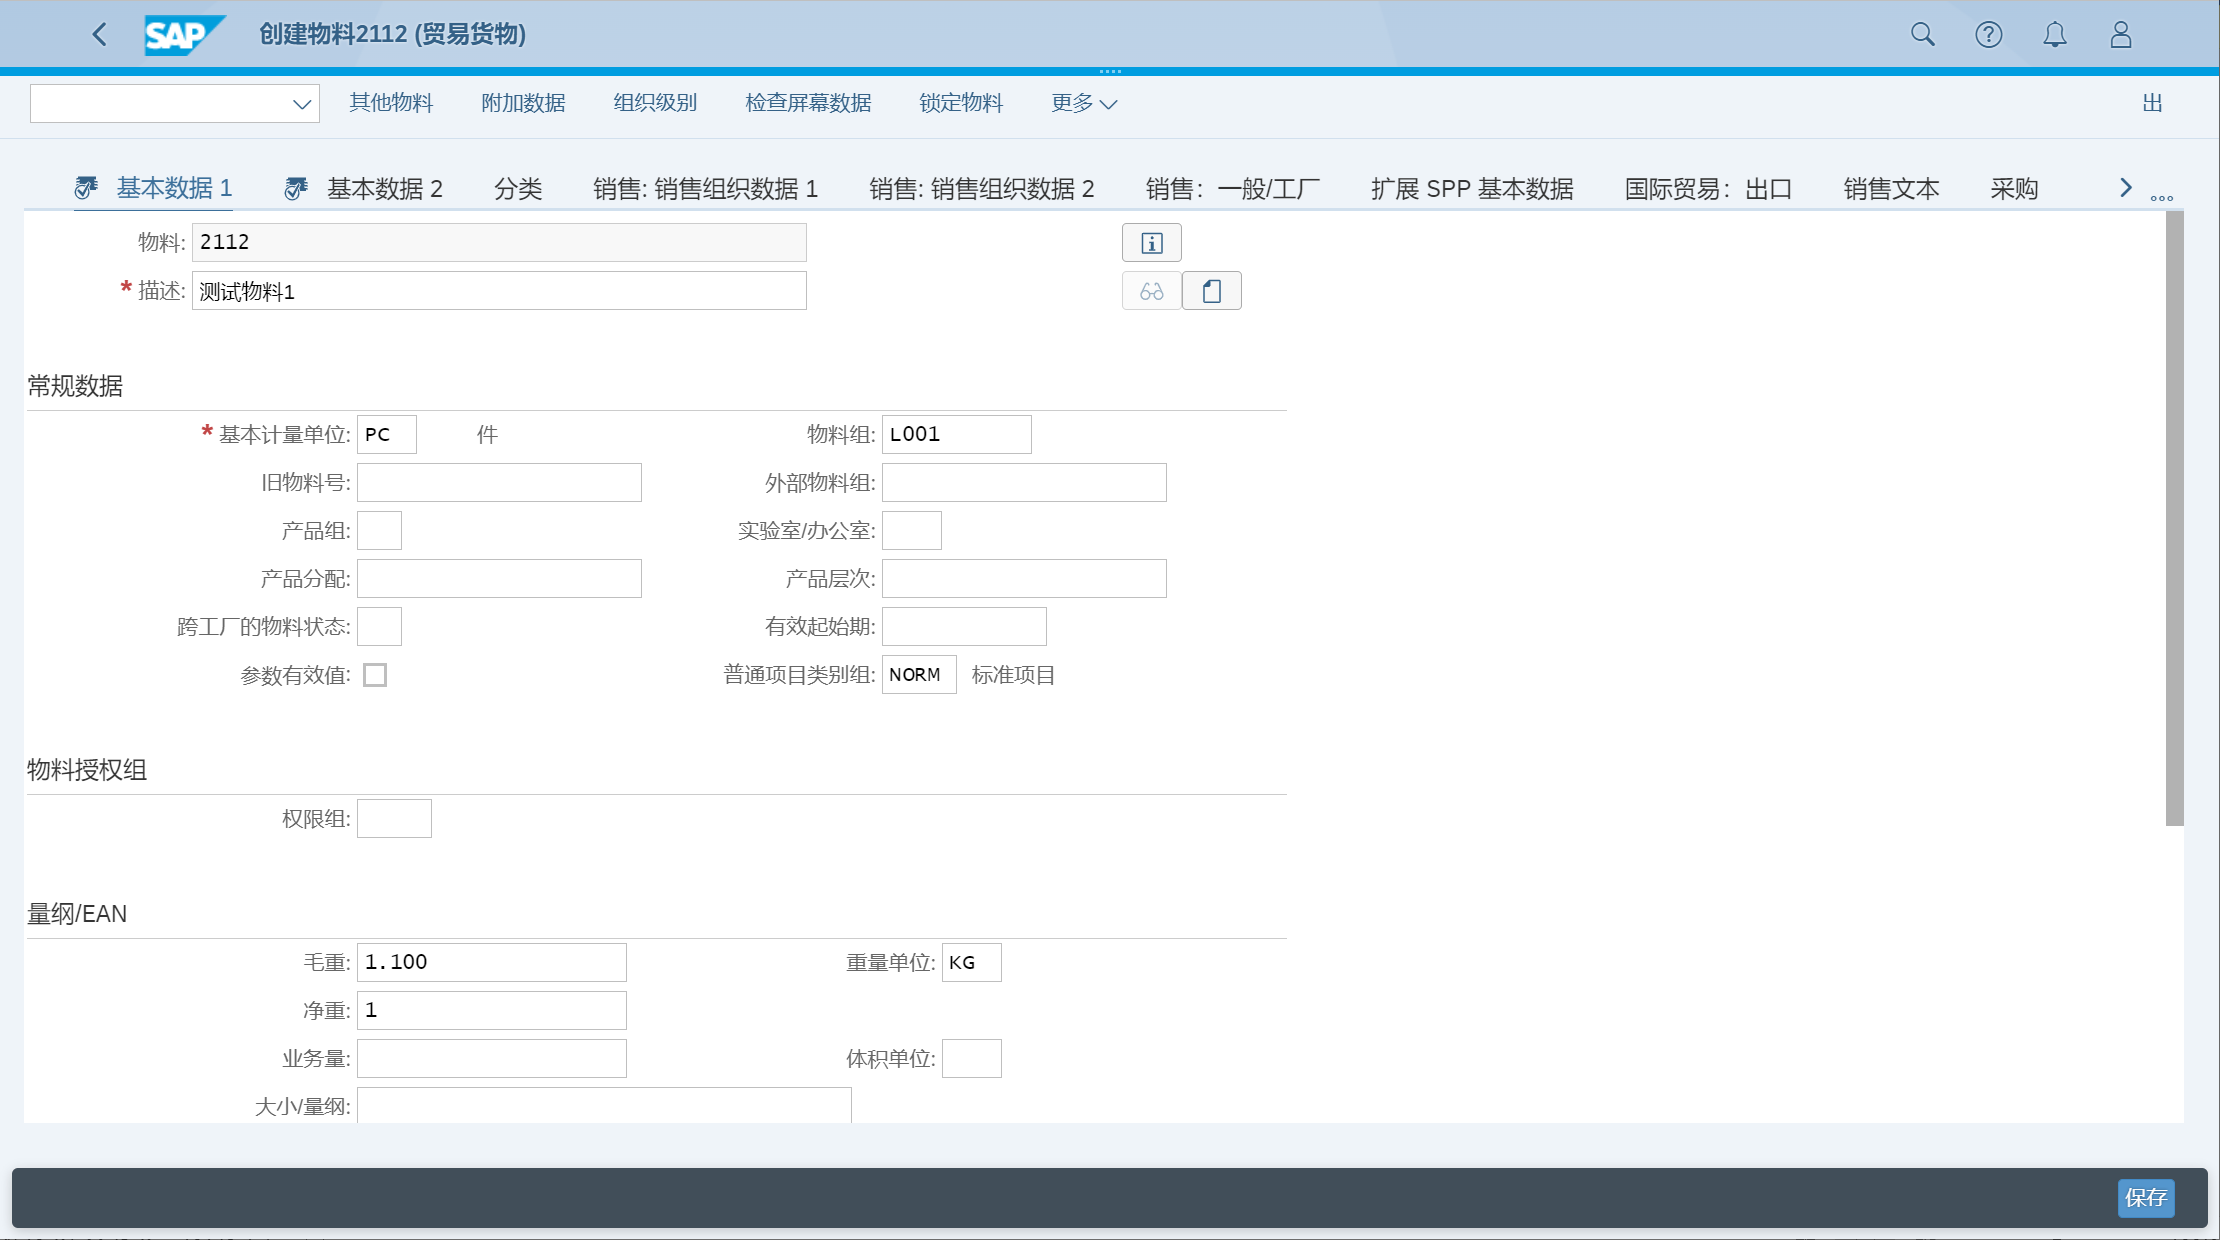 SAP 创建物料2112 (贸易货物)
其他物料 附加数据 组织级别 检查屏幕数据 锁定物料 更多 出
基本数据 1 基本数据 2 分类 销售: 销售组织数据 1 销售: 销售组织数据 2 销售：一般/工厂 扩展 SPP 基本数据 国际贸易：出口 销售文本 采购
物料: 2112
* 描述: 测试物料1
常规数据
* 基本计量单位: PC 件 物料组: L001
旧物料号: 外部物料组:
产品组: 实验室/办公室:
产品分配: 产品层次:
跨工厂的物料状态: 有效起始期:
参数有效值: 普通项目类别组: NORM 标准项目
物料授权组
权限组:
量纲/EAN
毛重: 1.100 重量单位: KG
净重: 1
业务量: 体积单位:
大小/量纲:
保存